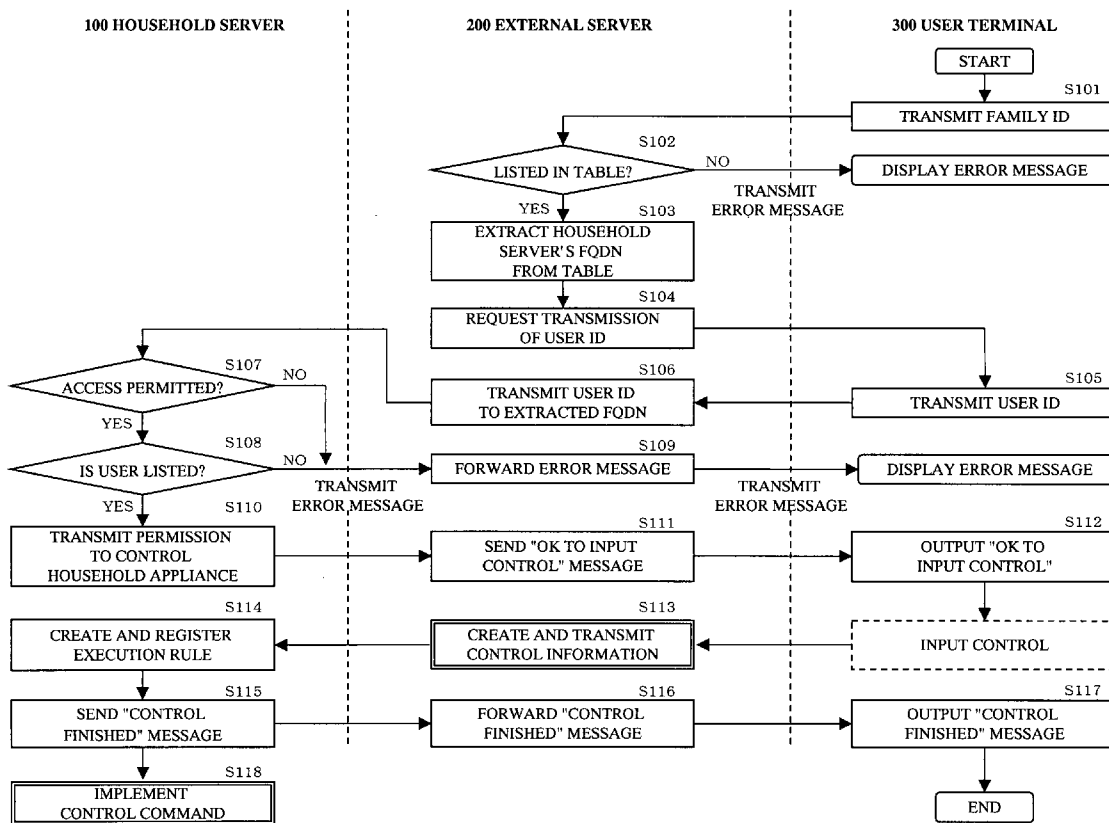 100 HOUSEHOLD SERVER
200 EXTERNAL SERVER
300 USER TERMINAL
START
S101
TRANSMIT FAMILY ID
S102
LISTED IN TABLE?
NO
TRANSMIT
ERROR MESSAGE
DISPLAY ERROR MESSAGE
YES
S103
EXTRACT HOUSEHOLD
SERVER'S FQDN
FROM TABLE
S104
REQUEST TRANSMISSION
OF USER ID
S105
TRANSMIT USER ID
S106
TRANSMIT USER ID
TO EXTRACTED FQDN
S107
ACCESS PERMITTED?
NO
YES
S108
IS USER LISTED?
NO
TRANSMIT
ERROR MESSAGE
S109
FORWARD ERROR MESSAGE
TRANSMIT
ERROR MESSAGE
DISPLAY ERROR MESSAGE
YES
S110
TRANSMIT PERMISSION
TO CONTROL
HOUSEHOLD APPLIANCE
S111
SEND "OK TO INPUT
CONTROL" MESSAGE
S112
OUTPUT "OK TO
INPUT CONTROL"
INPUT CONTROL
S113
CREATE AND TRANSMIT
CONTROL INFORMATION
S114
CREATE AND REGISTER
EXECUTION RULE
S115
SEND "CONTROL
FINISHED" MESSAGE
S116
FORWARD "CONTROL
FINISHED" MESSAGE
S117
OUTPUT "CONTROL
FINISHED" MESSAGE
S118
IMPLEMENT
CONTROL COMMAND
END